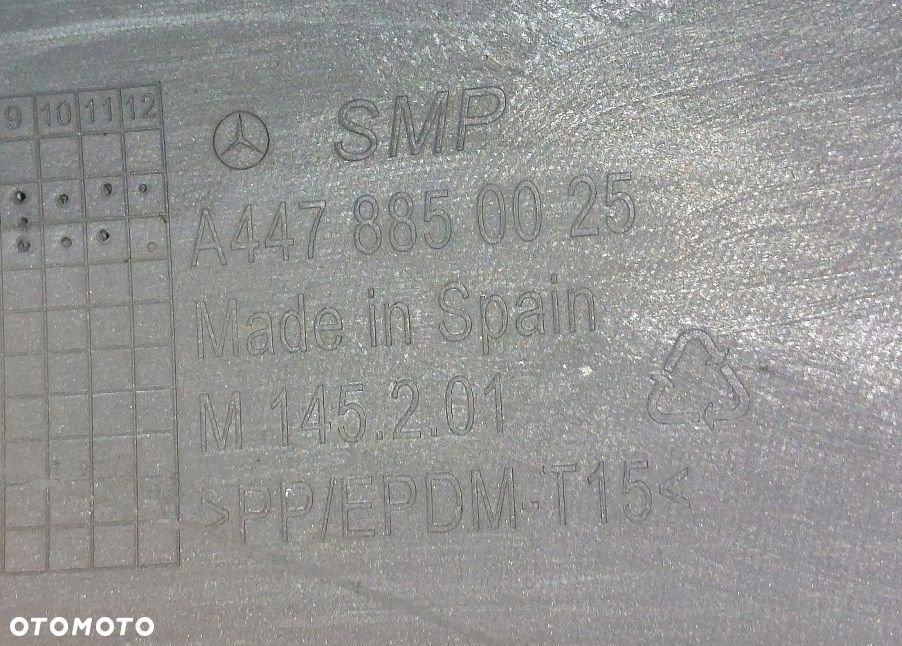 9 10 11 12
SMP
A447 885 00 25
Made in Spain
M 145.2.01
>PP/EPDM-T15<
OTOMOTO